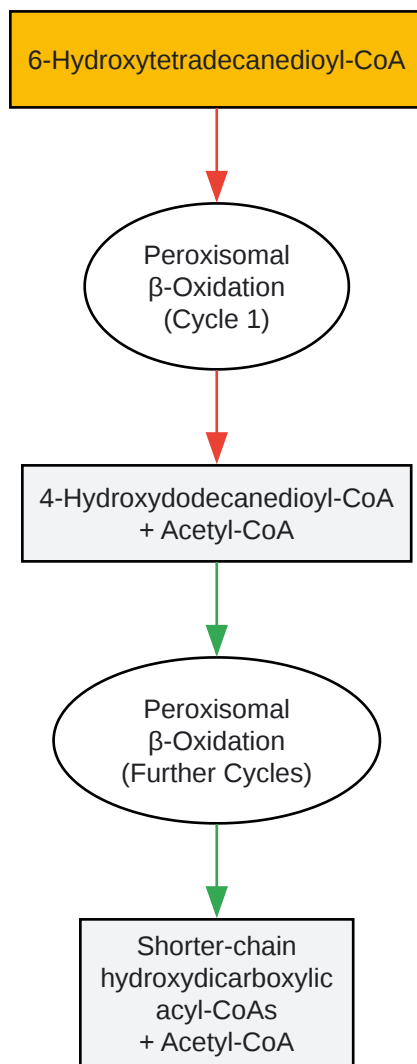 6-Hydroxytetradecanedioyl-CoA
Peroxisomal
β-Oxidation
(Cycle 1)
4-Hydroxydodecanedioyl-CoA
+ Acetyl-CoA
Peroxisomal
β-Oxidation
(Further Cycles)
Shorter-chain
hydroxydicarboxylic
acyl-CoAs
+ Acetyl-CoA